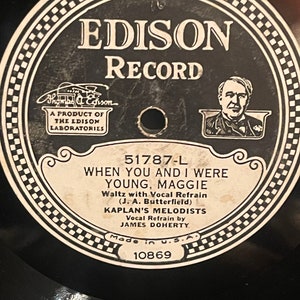 EDISON
RECORD
Thomas A Edison
A PRODUCT OF
THE EDISON
LABORATORIES
51787-L
WHEN YOU AND I WERE
YOUNG, MAGGIE
Waltz with Vocal Refrain
(J. A. Butterfield)
KAPLAN'S MELODISTS
Vocal Refrain by
JAMES DOHERTY
Made in U.S.A.
10869